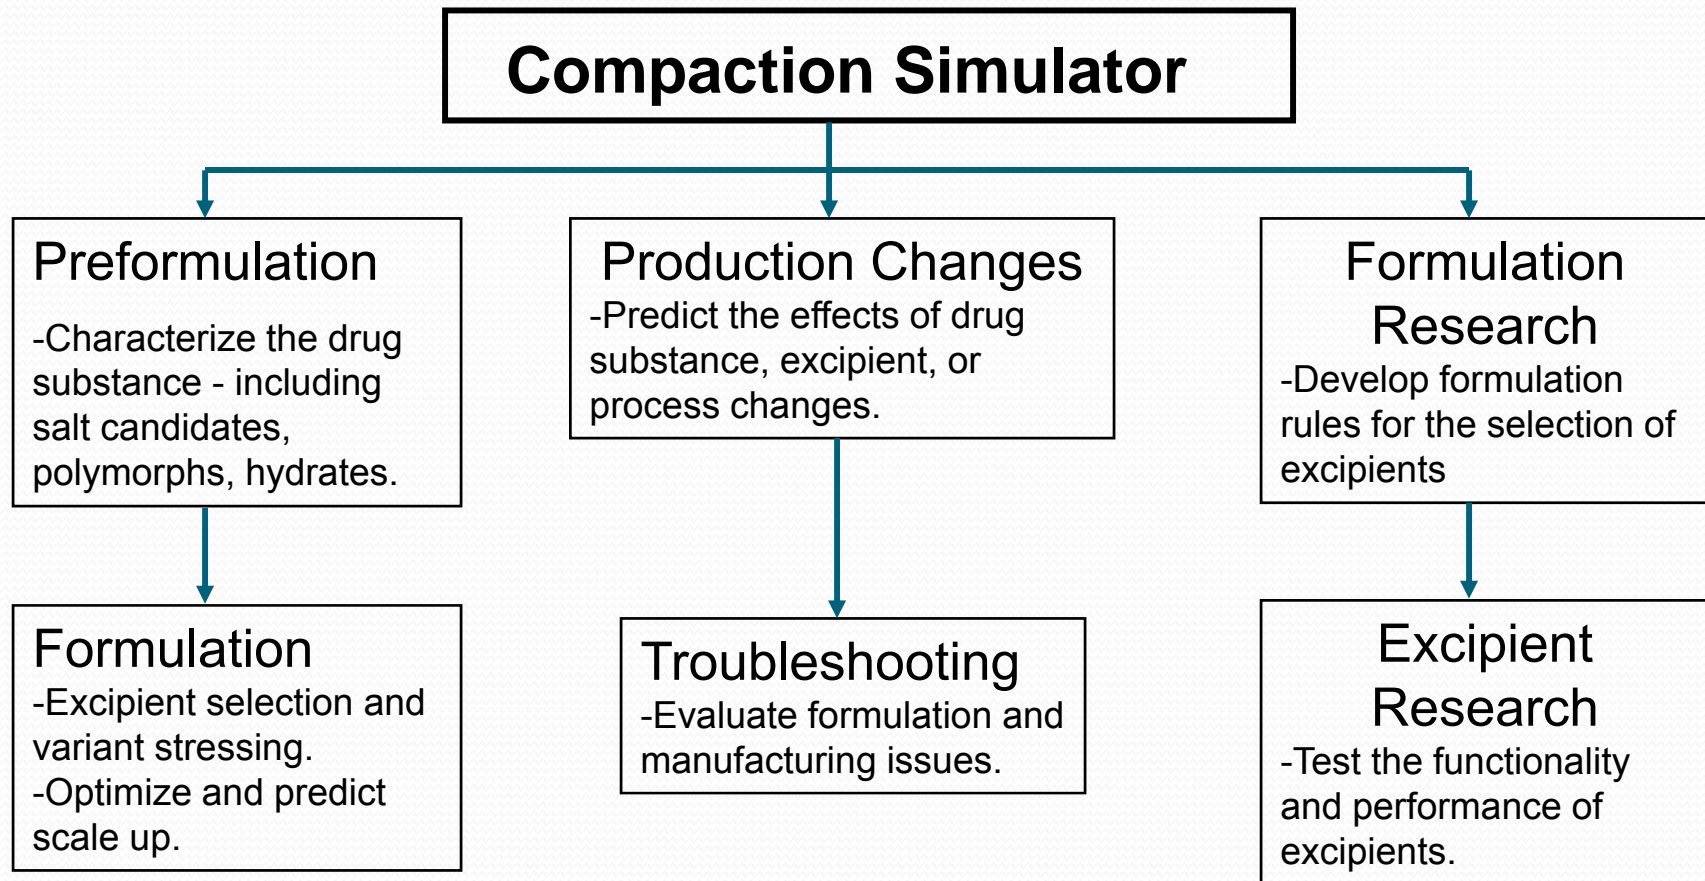 Compaction Simulator
Preformulation
-Characterize the drug
substance - including
salt candidates,
polymorphs, hydrates.
Production Changes
-Predict the effects of drug
substance, excipient, or
process changes.
Formulation
Research
-Develop formulation
rules for the selection of
excipients
Formulation
-Excipient selection and
variant stressing.
-Optimize and predict
scale up.
Troubleshooting
-Evaluate formulation and
manufacturing issues.
Excipient
Research
-Test the functionality
and performance of
excipients.